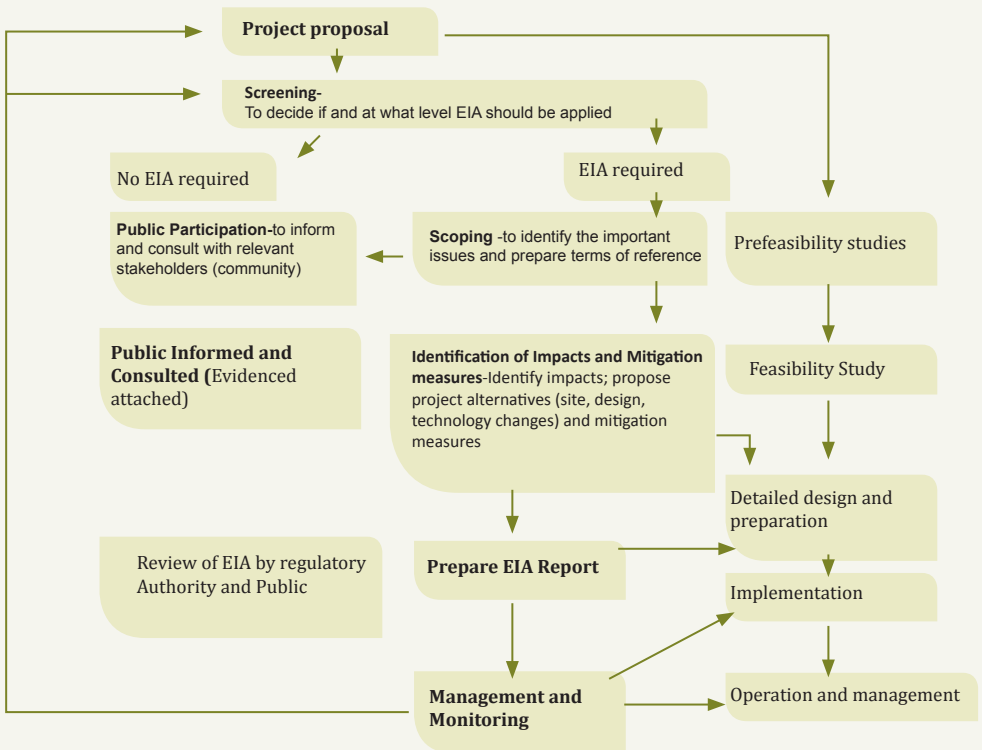 Project proposal
Screening-
To decide if and at what level EIA should be applied
No EIA required
EIA required
Public Participation-to inform
and consult with relevant
stakeholders (community)
Scoping -to identify the important
issues and prepare terms of reference
Prefeasibility studies
Public Informed and
Consulted (Evidenced
attached)
Identification of Impacts and Mitigation
measures-Identify impacts; propose
project alternatives (site, design,
technology changes) and mitigation
measures
Feasibility Study
Detailed design and
preparation
Review of EIA by regulatory
Authority and Public
Prepare EIA Report
Implementation
Management and
Monitoring
Operation and management